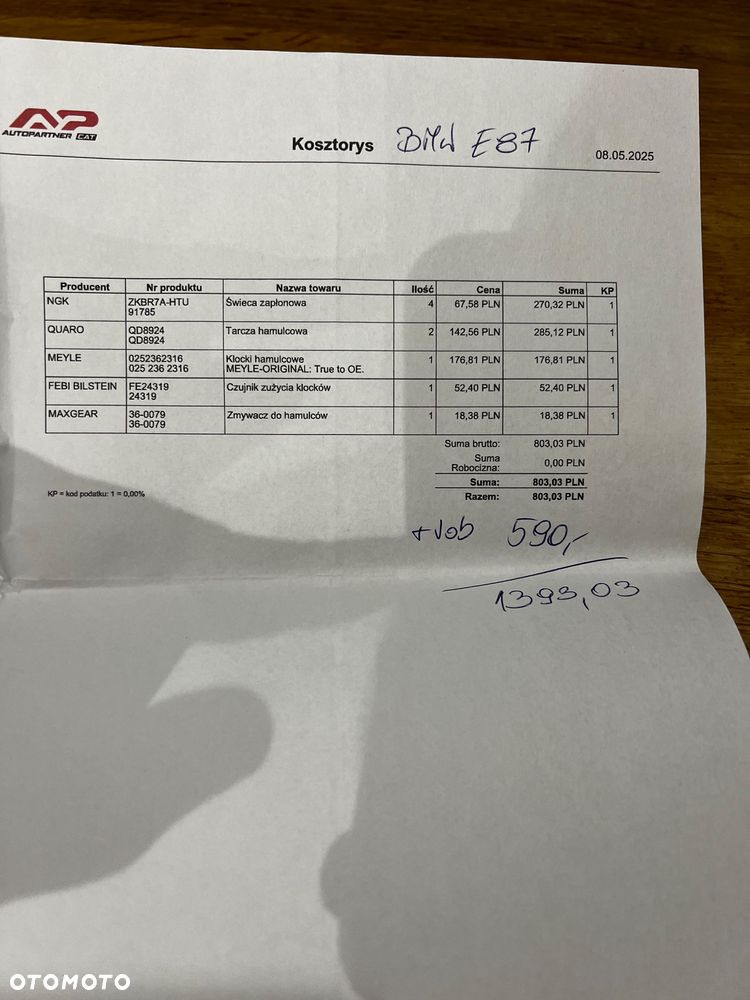 AP
AUTOPARTNER CAT
Kosztorys BMW E87
08.05.2025
Producent Nr produktu Nazwa towaru Ilość Cena Suma KP
NGK ZKBR7A-HTU Świeca zapłonowa 4 67,58 PLN 270,32 PLN 1
91785
QUARO QD8924 Tarcza hamulcowa 2 142,56 PLN 285,12 PLN 1
QD8924
MEYLE 0252362316 Klocki hamulcowe 1 176,81 PLN 176,81 PLN 1
025 236 2316 MEYLE-ORIGINAL: True to OE.
FEBI BILSTEIN FE24319 Czujnik zużycia klocków 1 52,40 PLN 52,40 PLN 1
24319
MAXGEAR 36-0079 Zmywacz do hamulców 1 18,38 PLN 18,38 PLN 1
36-0079
Suma brutto: 803,03 PLN
Suma
Robocizna: 0,00 PLN
Suma: 803,03 PLN
KP = kod podatku: 1 = 0,00%
Razem: 803,03 PLN
+ rob 590,-
1393,03
OTOMOTO